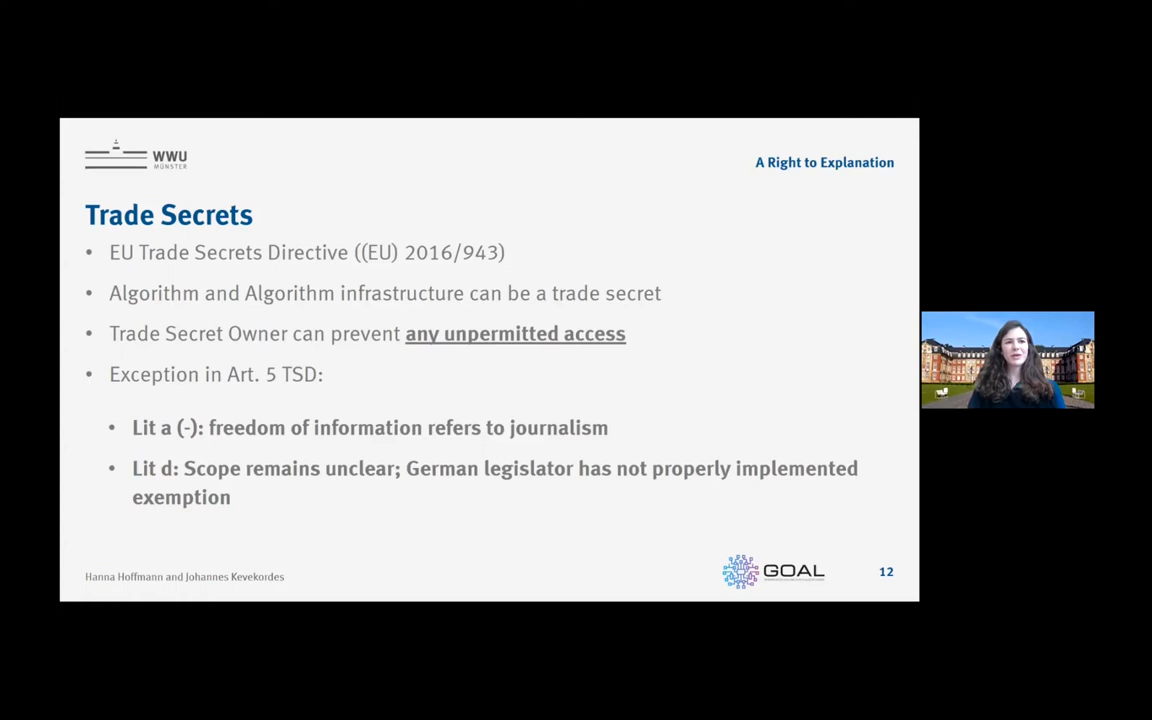 WWU
MÜNSTER
A Right to Explanation
Trade Secrets
• EU Trade Secrets Directive ((EU) 2016/943)
• Algorithm and Algorithm infrastructure can be a trade secret
• Trade Secret Owner can prevent any unpermitted access
• Exception in Art. 5 TSD:
• Lit a (-): freedom of information refers to journalism
• Lit d: Scope remains unclear; German legislator has not properly implemented
exemption
Hanna Hoffmann and Johannes Kevekordes
GOAL
12